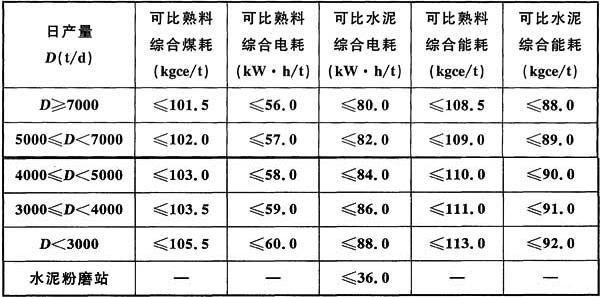 日产量
D(t/d)
可比熟料
综合煤耗
(kgce/t)
可比熟料
综合电耗
(kW·h/t)
可比水泥
综合电耗
(kW·h/t)
可比熟料
综合能耗
(kgce/t)
可比水泥
综合能耗
(kgce/t)
D≥7000 ≤101.5 ≤56.0 ≤80.0 ≤108.5 ≤88.0
5000≤D<7000 ≤102.0 ≤57.0 ≤82.0 ≤109.0 ≤89.0
4000≤D<5000 ≤103.0 ≤58.0 ≤84.0 ≤110.0 ≤90.0
3000≤D<4000 ≤103.5 ≤59.0 ≤86.0 ≤111.0 ≤91.0
D<3000 ≤105.5 ≤60.0 ≤88.0 ≤113.0 ≤92.0
水泥粉磨站 — — ≤36.0 — —